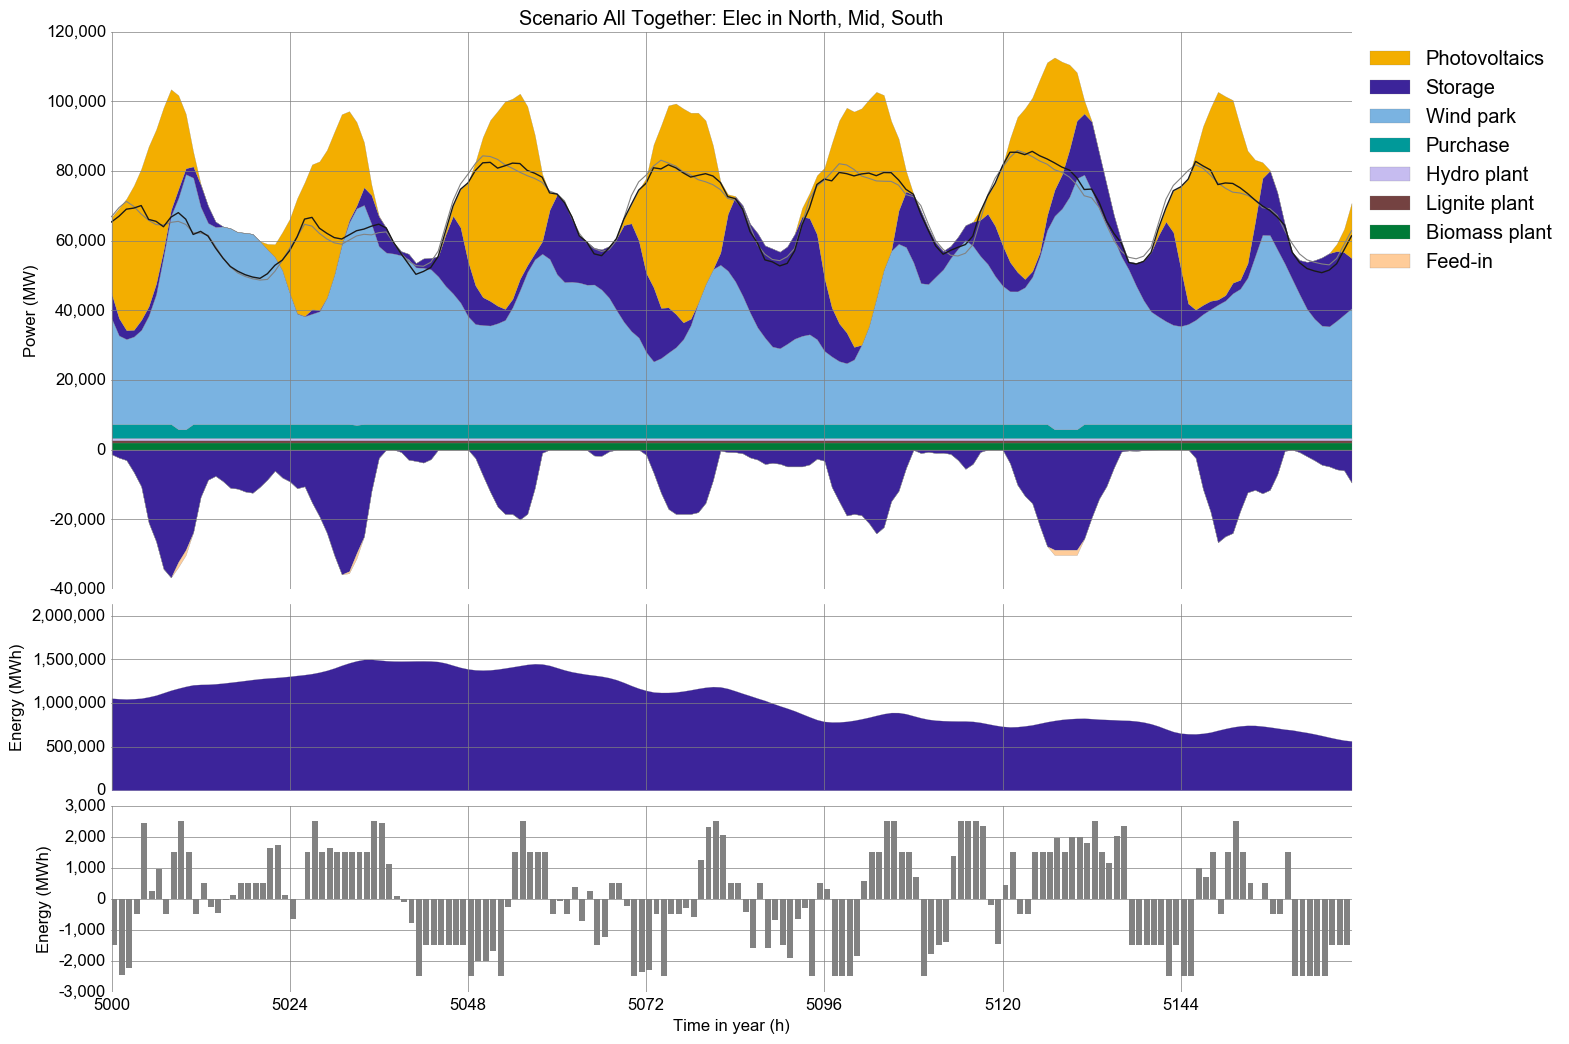 Scenario All Together: Elec in North, Mid, South
120,000
100,000
80,000
60,000
40,000
20,000
0
-20,000
-40,000
Power (MW)
Photovoltaics
Storage
Wind park
Purchase
Hydro plant
Lignite plant
Biomass plant
Feed-in
2,000,000
1,500,000
1,000,000
500,000
0
Energy (MWh)
3,000
2,000
1,000
0
-1,000
-2,000
-3,000
Energy (MWh)
5000 5024 5048 5072 5096 5120 5144
Time in year (h)